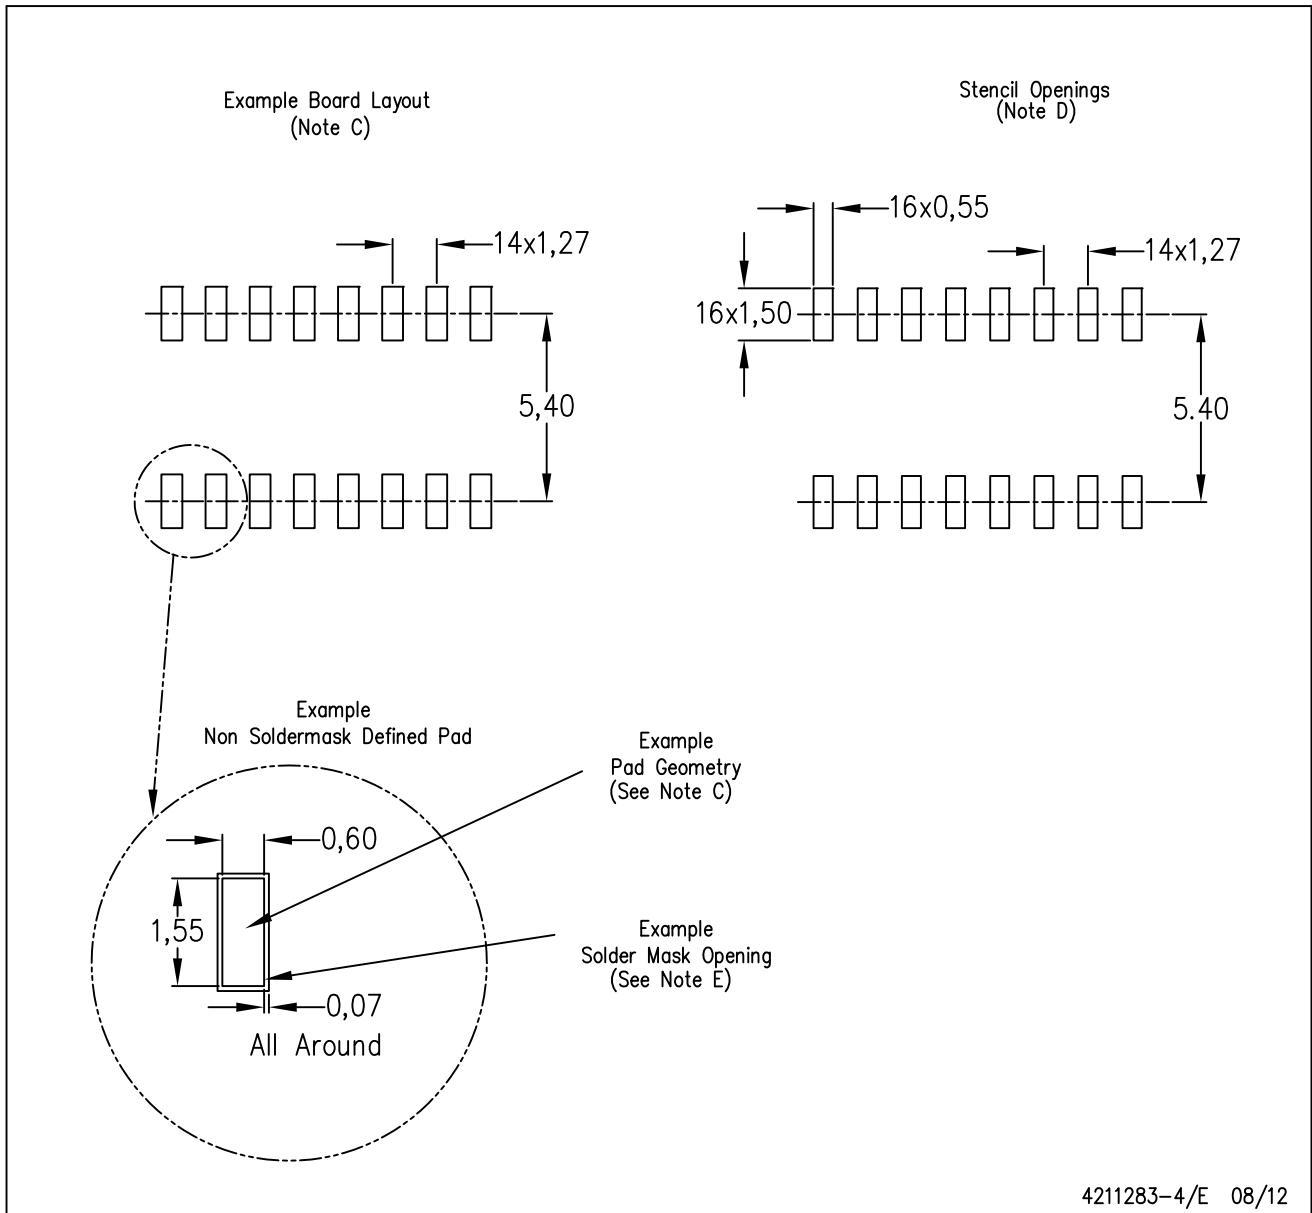 Example Board Layout
(Note C)
14x1,27
5,40
Stencil Openings
(Note D)
16x0,55
14x1,27
16x1,50
5.40
Example
Non Soldermask Defined Pad
Example
Pad Geometry
(See Note C)
0,60
1,55
Example
Solder Mask Opening
(See Note E)
0,07
All Around
4211283-4/E 08/12